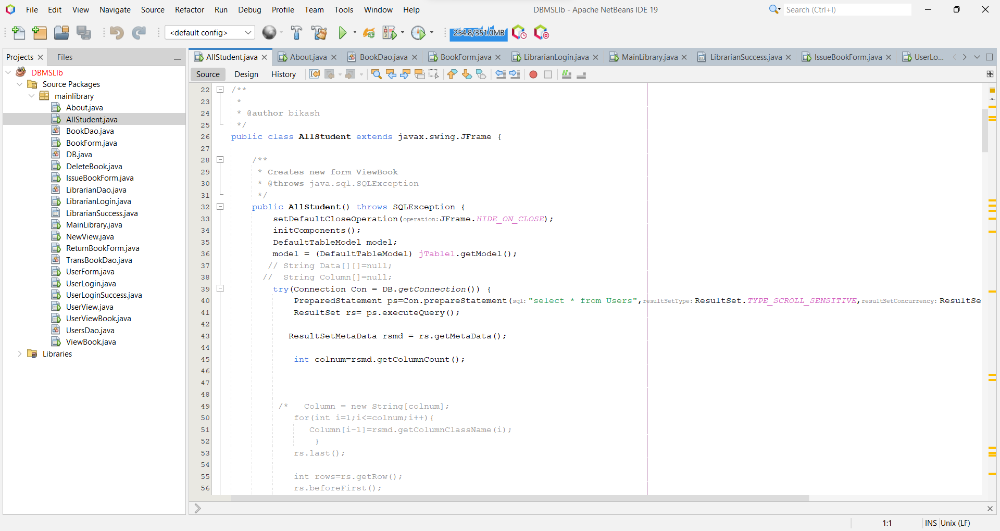 File Edit View Navigate Source Refactor Run Debug Profile Team Tools Window Help DBMSLIb - Apache NetBeans IDE 19 Search (Ctrl+I)
<default config> 254.8/351.0MB
Projects Files
DBMSLIb
Source Packages
mainlibrary
About.java
AllStudent.java
BookDao.java
BookForm.java
DB.java
DeleteBook.java
IssueBookForm.java
LibrarianDao.java
LibrarianLogin.java
LibrarianSuccess.java
MainLibrary.java
NewView.java
ReturnBookForm.java
TransBookDao.java
UserForm.java
UserLogin.java
UserLoginSuccess.java
UserView.java
UserViewBook.java
UsersDao.java
ViewBook.java
Libraries
AllStudent.java About.java BookDao.java BookForm.java LibrarianLogin.java MainLibrary.java LibrarianSuccess.java IssueBookForm.java UserLo...
Source Design History
22 /**
23 *
24 * @author bikash
25 */
26 public class AllStudent extends javax.swing.JFrame {
27
28 /**
29 * Creates new form ViewBook
30 * @throws java.sql.SQLException
31 */
32 public AllStudent() throws SQLException {
33 setDefaultCloseOperation(operation: JFrame.HIDE_ON_CLOSE);
34 initComponents();
35 DefaultTableModel model;
36 model = (DefaultTableModel) jTable1.getModel();
37 // String Data[][]=null;
38 // String Column[]=null;
39 try(Connection Con = DB.getConnection()) {
40 PreparedStatement ps=Con.prepareStatement(sql: "select * from Users",resultSetType: ResultSet.TYPE_SCROLL_SENSITIVE,resultSetConcurrency: ResultSe
41 ResultSet rs= ps.executeQuery();
42
43 ResultSetMetaData rsmd = rs.getMetaData();
44
45 int colnum=rsmd.getColumnCount();
46
47
48
49 /* Column = new String[colnum];
50 for(int i=1;i<=colnum;i++){
51 Column[i-1]=rsmd.getColumnClassName(i);
52 }
53 rs.last();
54
55 int rows=rs.getRow();
56 rs.beforeFirst();
1:1 INS Unix (LF)